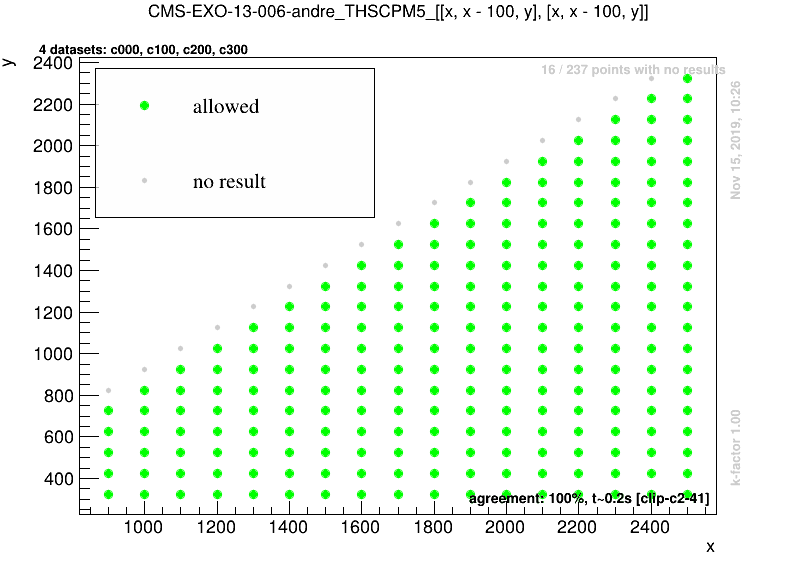 CMS-EXO-13-006-andre_THSCPM5_[[x, x - 100, y], [x, x - 100, y]]
4 datasets: c000, c100, c200, c300
16 / 237 points with no results
y
2400
2200
2000
1800
1600
1400
1200
1000
800
600
400
allowed
no result
Nov 15, 2019, 10:26
k-factor 1.00
agreement: 100%, t~0.2s [clip-c2-41]
1000 1200 1400 1600 1800 2000 2200 2400
x